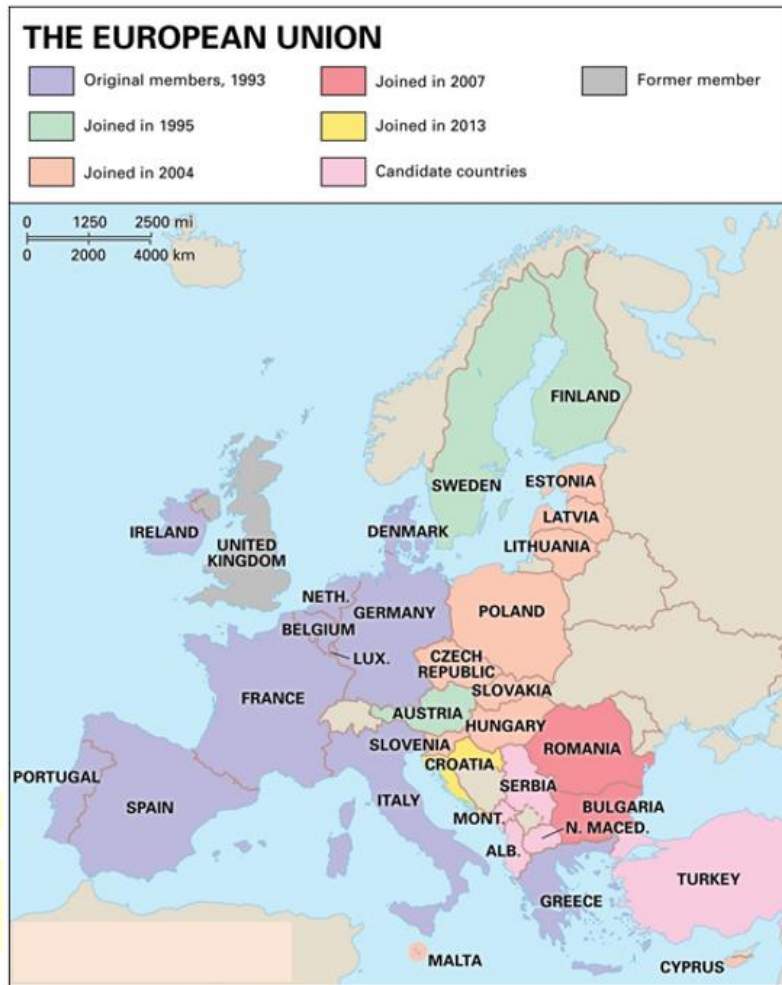 THE EUROPEAN UNION
Original members, 1993
Joined in 2007
Former member
Joined in 1995
Joined in 2013
Joined in 2004
Candidate countries
0 1250 2500 mi
0 2000 4000 km
FINLAND
ESTONIA
SWEDEN
LATVIA
IRELAND
DENMARK
LITHUANIA
UNITED
KINGDOM
NETH.
GERMANY
POLAND
BELGIUM
LUX.
CZECH
REPUBLIC
SLOVAKIA
FRANCE
AUSTRIA
HUNGARY
SLOVENIA
ROMANIA
CROATIA
PORTUGAL
SERBIA
SPAIN
ITALY
BULGARIA
MONT.
N. MACED.
ALB.
TURKEY
GREECE
MALTA
CYPRUS